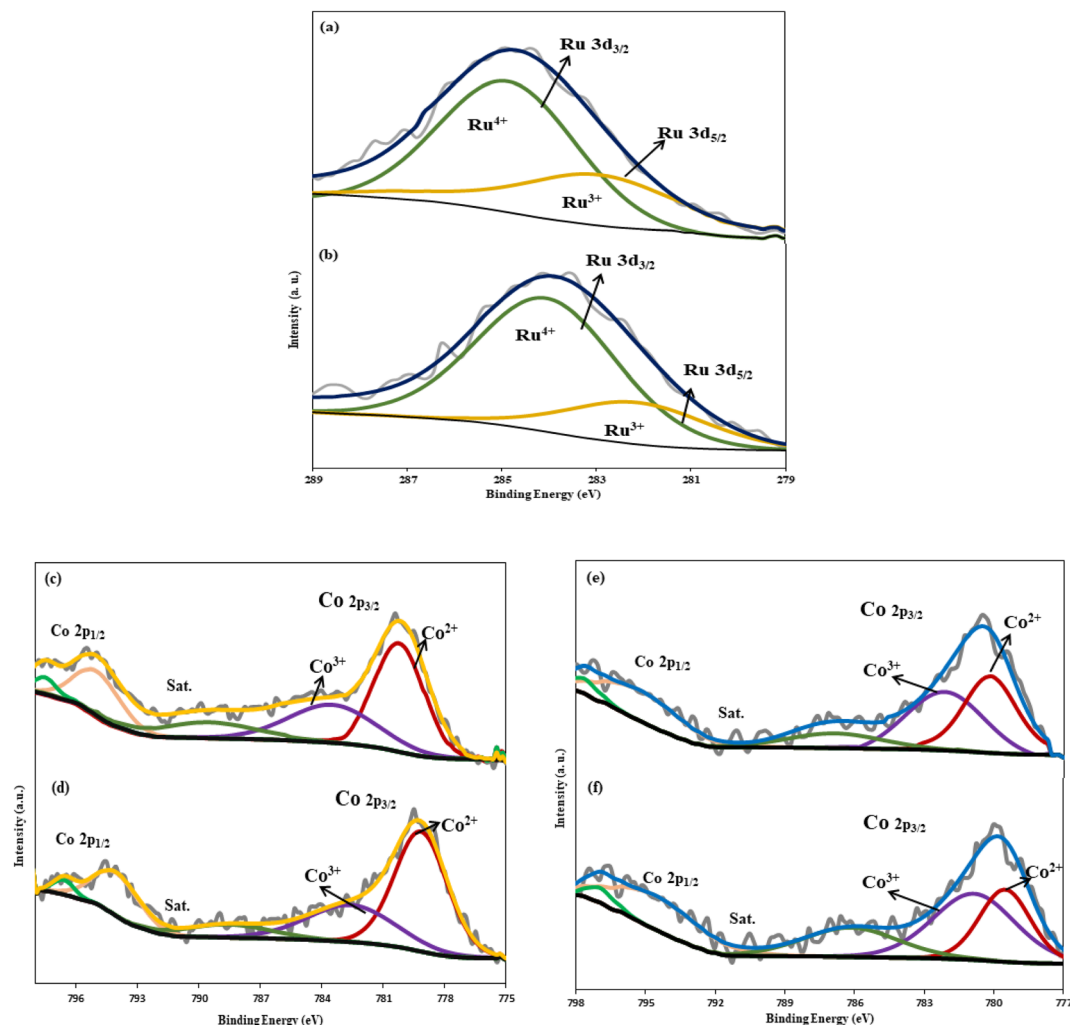 (a)
Ru 3d3/2
Ru⁴⁺
Ru 3d5/2
Ru³⁺
(b)
Ru 3d3/2
Ru⁴⁺
Ru 3d5/2
Ru³⁺
Intensity (a. u.)
289 287 285 283 281 279
Binding Energy (eV)
(c)
Co 2p3/2
Co 2p1/2
Co²⁺
Co³⁺
Sat.
(d)
Co 2p3/2
Co²⁺
Co 2p1/2
Co³⁺
Sat.
Intensity (a.u.)
796 793 790 787 784 781 778 775
Binding Energy (eV)
(e)
Co 2p3/2
Co²⁺
Co 2p1/2
Co³⁺
Sat.
(f)
Co 2p3/2
Co²⁺
Co 2p1/2
Co³⁺
Sat.
Intensity (a. u.)
798 795 792 789 786 783 780 777
Binding Energy (eV)